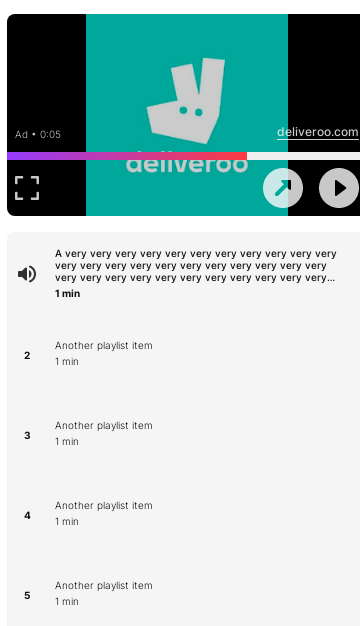 Ad • 0:05
deliveroo.com
deliveroo
A very very very very very very very very very very
very very very very very very very very very very very
very very very very very very very very very very very...
1 min
2
Another playlist item
1 min
3
Another playlist item
1 min
4
Another playlist item
1 min
5
Another playlist item
1 min